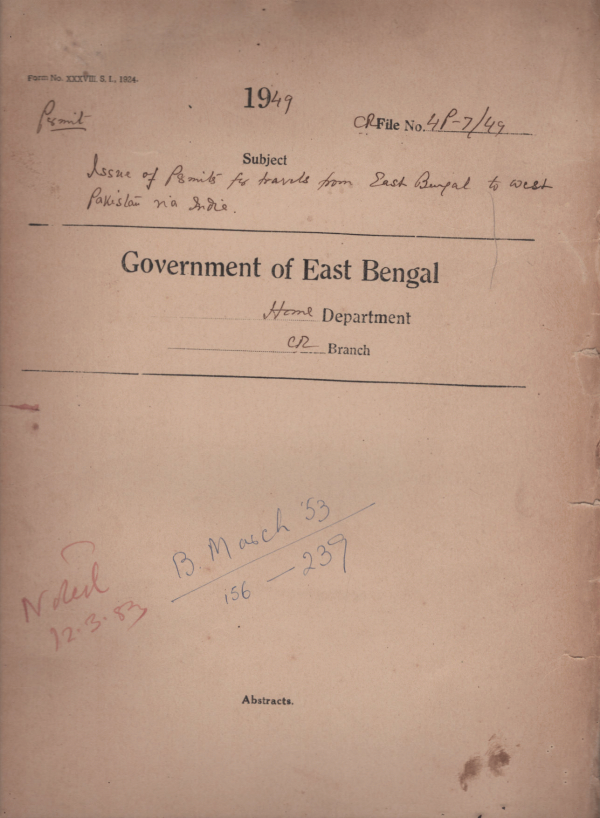 Form No. XXXVIII. S. I., 1934.
1949
Permit
CR File No. 4P-7/49
Subject
Issue of Permits for travels from East Bengal to West
Pakistan via India.
Government of East Bengal
Home Department
CR Branch
B. March '53
156 — 239
Noted
12.3.53
Abstracts.